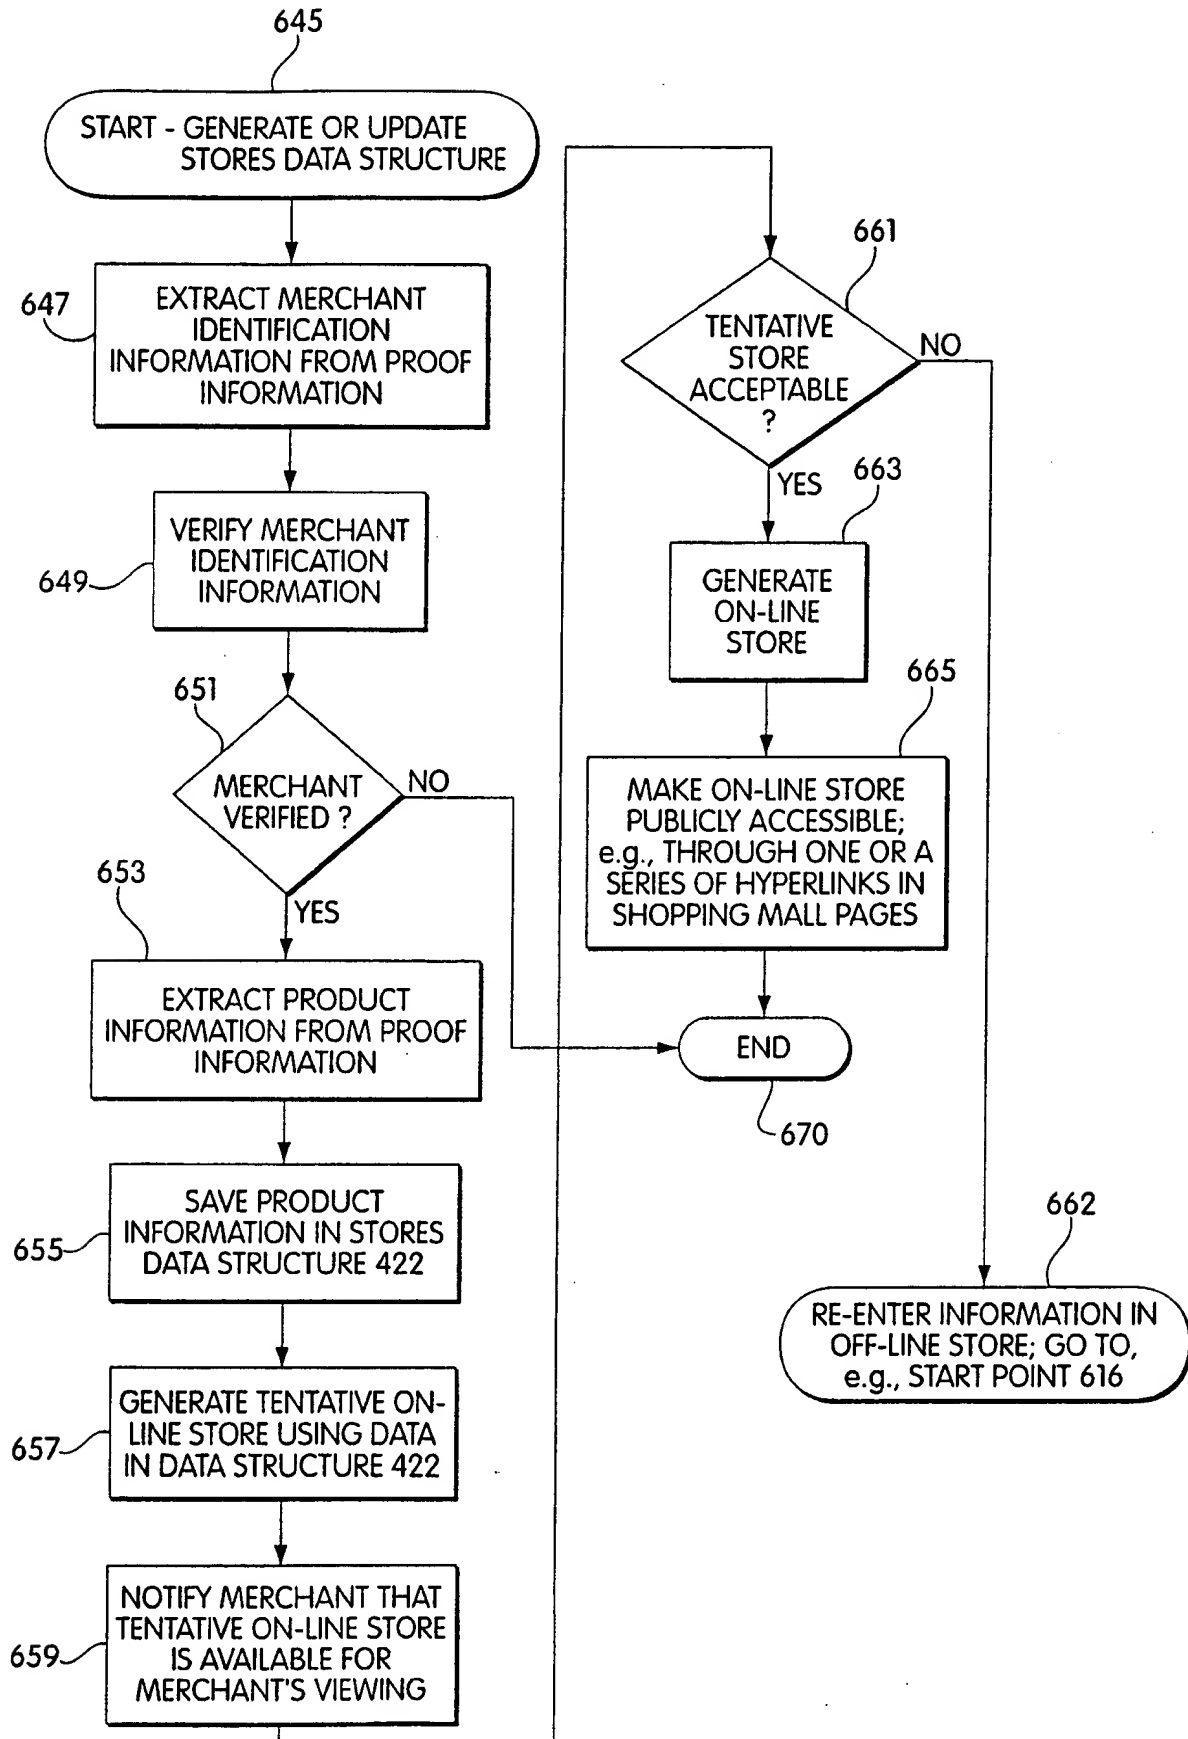 645
START - GENERATE OR UPDATE
STORES DATA STRUCTURE
647
EXTRACT MERCHANT
IDENTIFICATION
INFORMATION FROM PROOF
INFORMATION
649
VERIFY MERCHANT
IDENTIFICATION
INFORMATION
651
MERCHANT
VERIFIED ?
NO
YES
653
EXTRACT PRODUCT
INFORMATION FROM PROOF
INFORMATION
655
SAVE PRODUCT
INFORMATION IN STORES
DATA STRUCTURE 422
657
GENERATE TENTATIVE ON-
LINE STORE USING DATA
IN DATA STRUCTURE 422
659
NOTIFY MERCHANT THAT
TENTATIVE ON-LINE STORE
IS AVAILABLE FOR
MERCHANT'S VIEWING
661
TENTATIVE
STORE
ACCEPTABLE
?
NO
YES
663
GENERATE
ON-LINE
STORE
665
MAKE ON-LINE STORE
PUBLICLY ACCESSIBLE;
e.g., THROUGH ONE OR A
SERIES OF HYPERLINKS IN
SHOPPING MALL PAGES
END
670
662
RE-ENTER INFORMATION IN
OFF-LINE STORE; GO TO,
e.g., START POINT 616